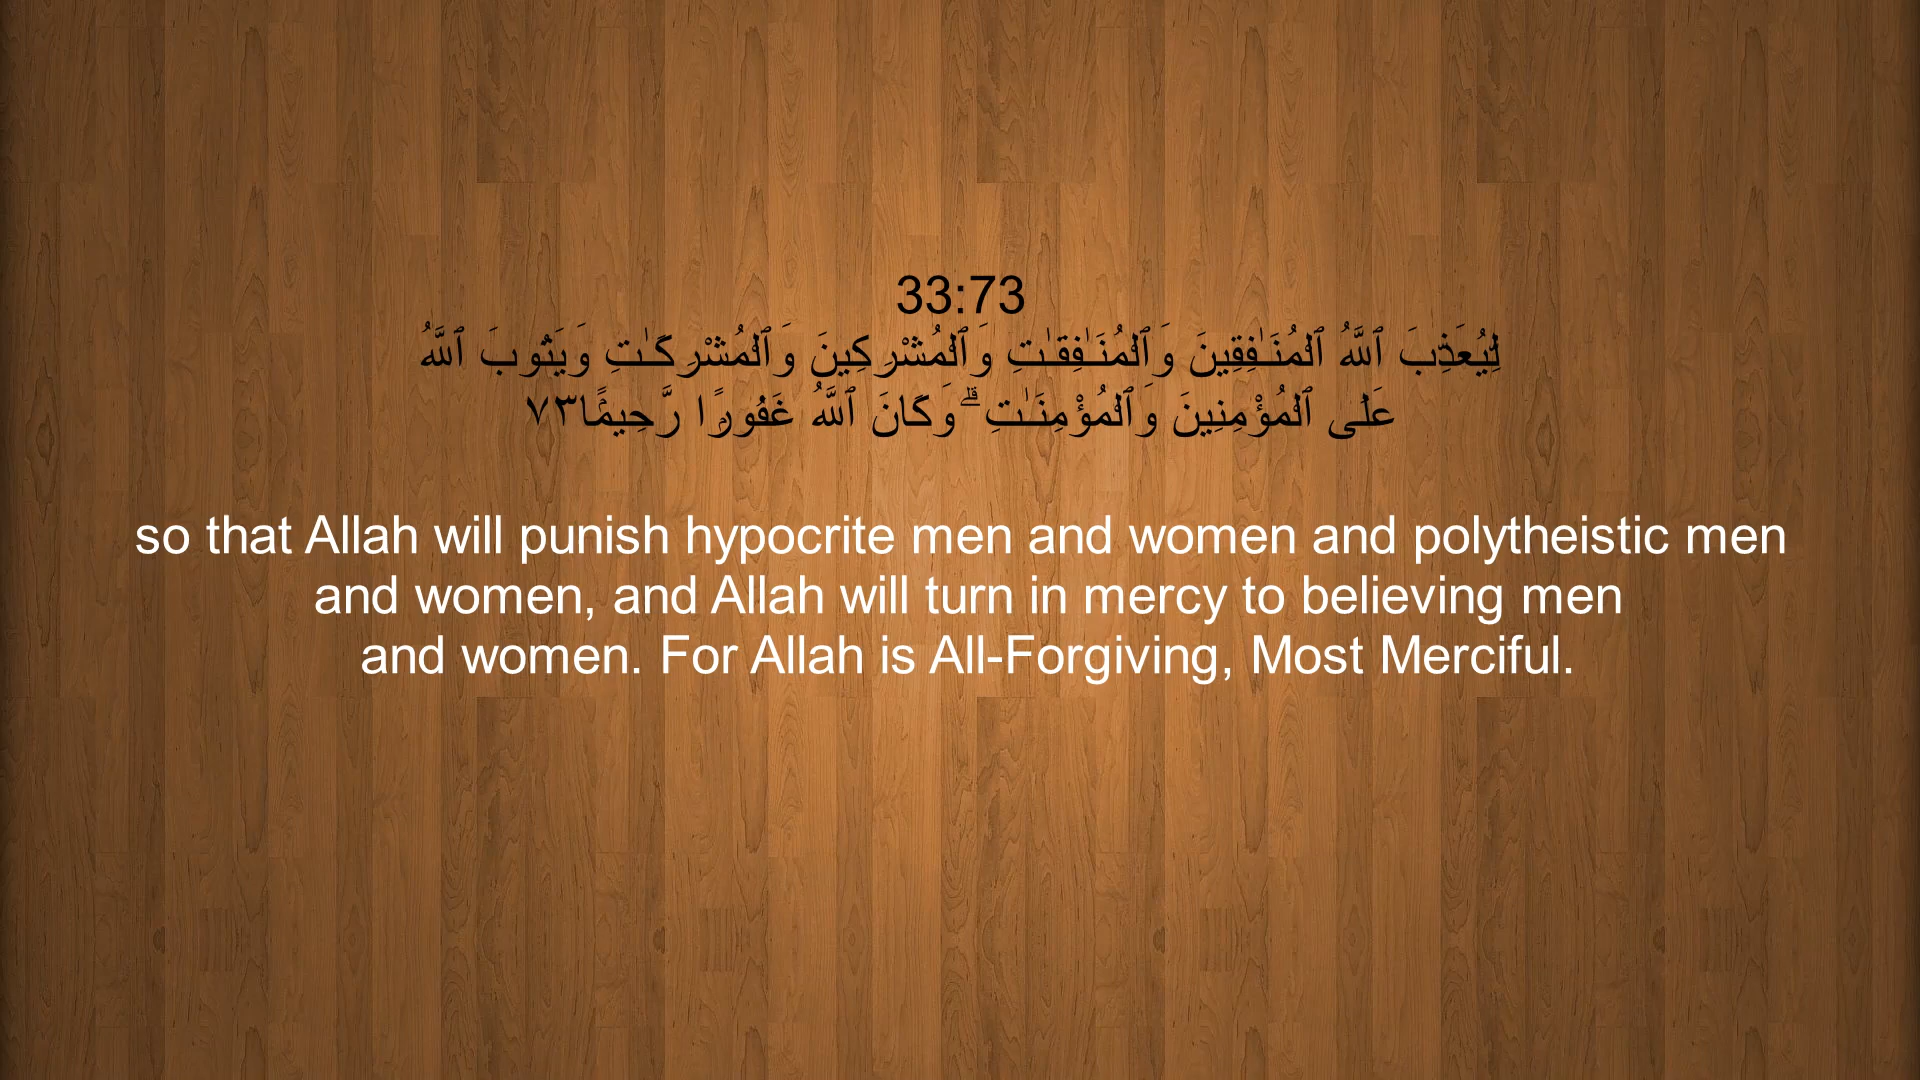 33:73
لِّيُعَذِّبَ ٱللَّهُ ٱلْمُنَـٰفِقِينَ وَٱلْمُنَـٰفِقَـٰتِ وَٱلْمُشْرِكِينَ وَٱلْمُشْرِكَـٰتِ وَيَتُوبَ ٱللَّهُ
عَلَى ٱلْمُؤْمِنِينَ وَٱلْمُؤْمِنَـٰتِ ۗ وَكَانَ ٱللَّهُ غَفُورًۭا رَّحِيمًۢا٧٣
so that Allah will punish hypocrite men and women and polytheistic men
and women, and Allah will turn in mercy to believing men
and women. For Allah is All-Forgiving, Most Merciful.